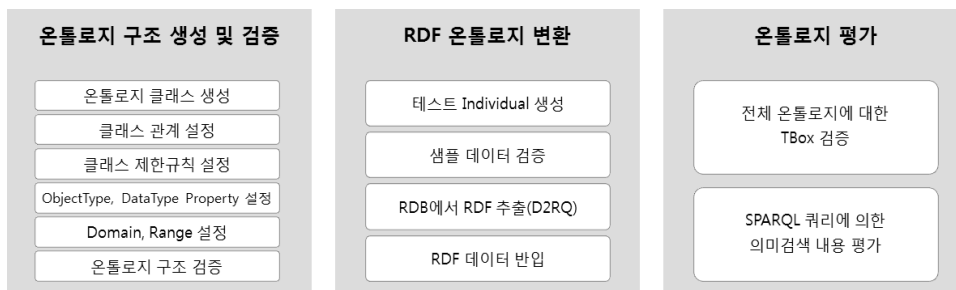 온톨로지 구조 생성 및 검증
온톨로지 클래스 생성
클래스 관계 설정
클래스 제한규칙 설정
ObjectType, DataType Property 설정
Domain, Range 설정
온톨로지 구조 검증
RDF 온톨로지 변환
테스트 Individual 생성
샘플 데이터 검증
RDB에서 RDF 추출(D2RQ)
RDF 데이터 반입
온톨로지 평가
전체 온톨로지에 대한
TBox 검증
SPARQL 쿼리에 의한
의미검색 내용 평가